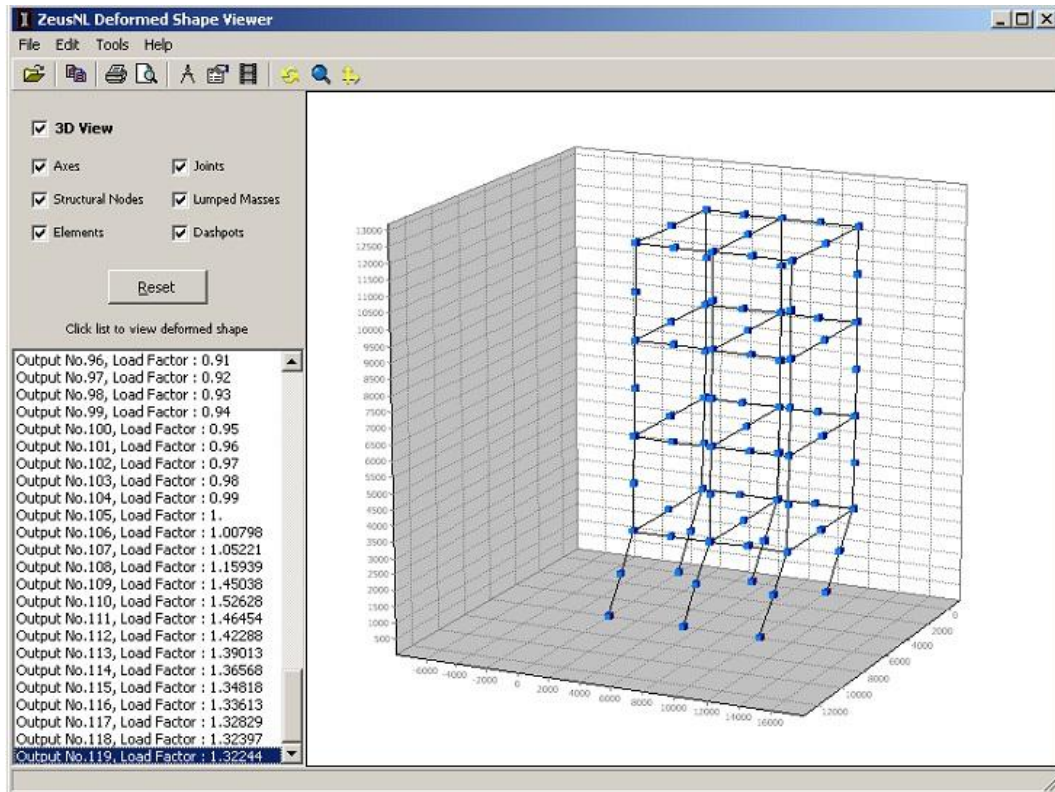 ZeusNL Deformed Shape Viewer
File Edit Tools Help
3D View
Axes Joints
Structural Nodes Lumped Masses
Elements Dashpots
Reset
Click list to view deformed shape
Output No.96, Load Factor : 0.91
Output No.97, Load Factor : 0.92
Output No.98, Load Factor : 0.93
Output No.99, Load Factor : 0.94
Output No.100, Load Factor : 0.95
Output No.101, Load Factor : 0.96
Output No.102, Load Factor : 0.97
Output No.103, Load Factor : 0.98
Output No.104, Load Factor : 0.99
Output No.105, Load Factor : 1.
Output No.106, Load Factor : 1.00798
Output No.107, Load Factor : 1.05221
Output No.108, Load Factor : 1.15939
Output No.109, Load Factor : 1.45038
Output No.110, Load Factor : 1.52628
Output No.111, Load Factor : 1.46454
Output No.112, Load Factor : 1.42288
Output No.113, Load Factor : 1.39013
Output No.114, Load Factor : 1.36568
Output No.115, Load Factor : 1.34818
Output No.116, Load Factor : 1.33613
Output No.117, Load Factor : 1.32829
Output No.118, Load Factor : 1.32397
Output No.119, Load Factor : 1.32244
13000
12500
11500
11000
10500
10000
9500
9000
8500
8000
7500
7000
6500
6000
5500
5000
4500
4000
3500
3000
2500
2000
1500
1000
500
-6000 -4000 -2000 0 2000 4000 6000 8000 10000 12000 14000 16000
0
2000
4000
6000
8000
10000
12000